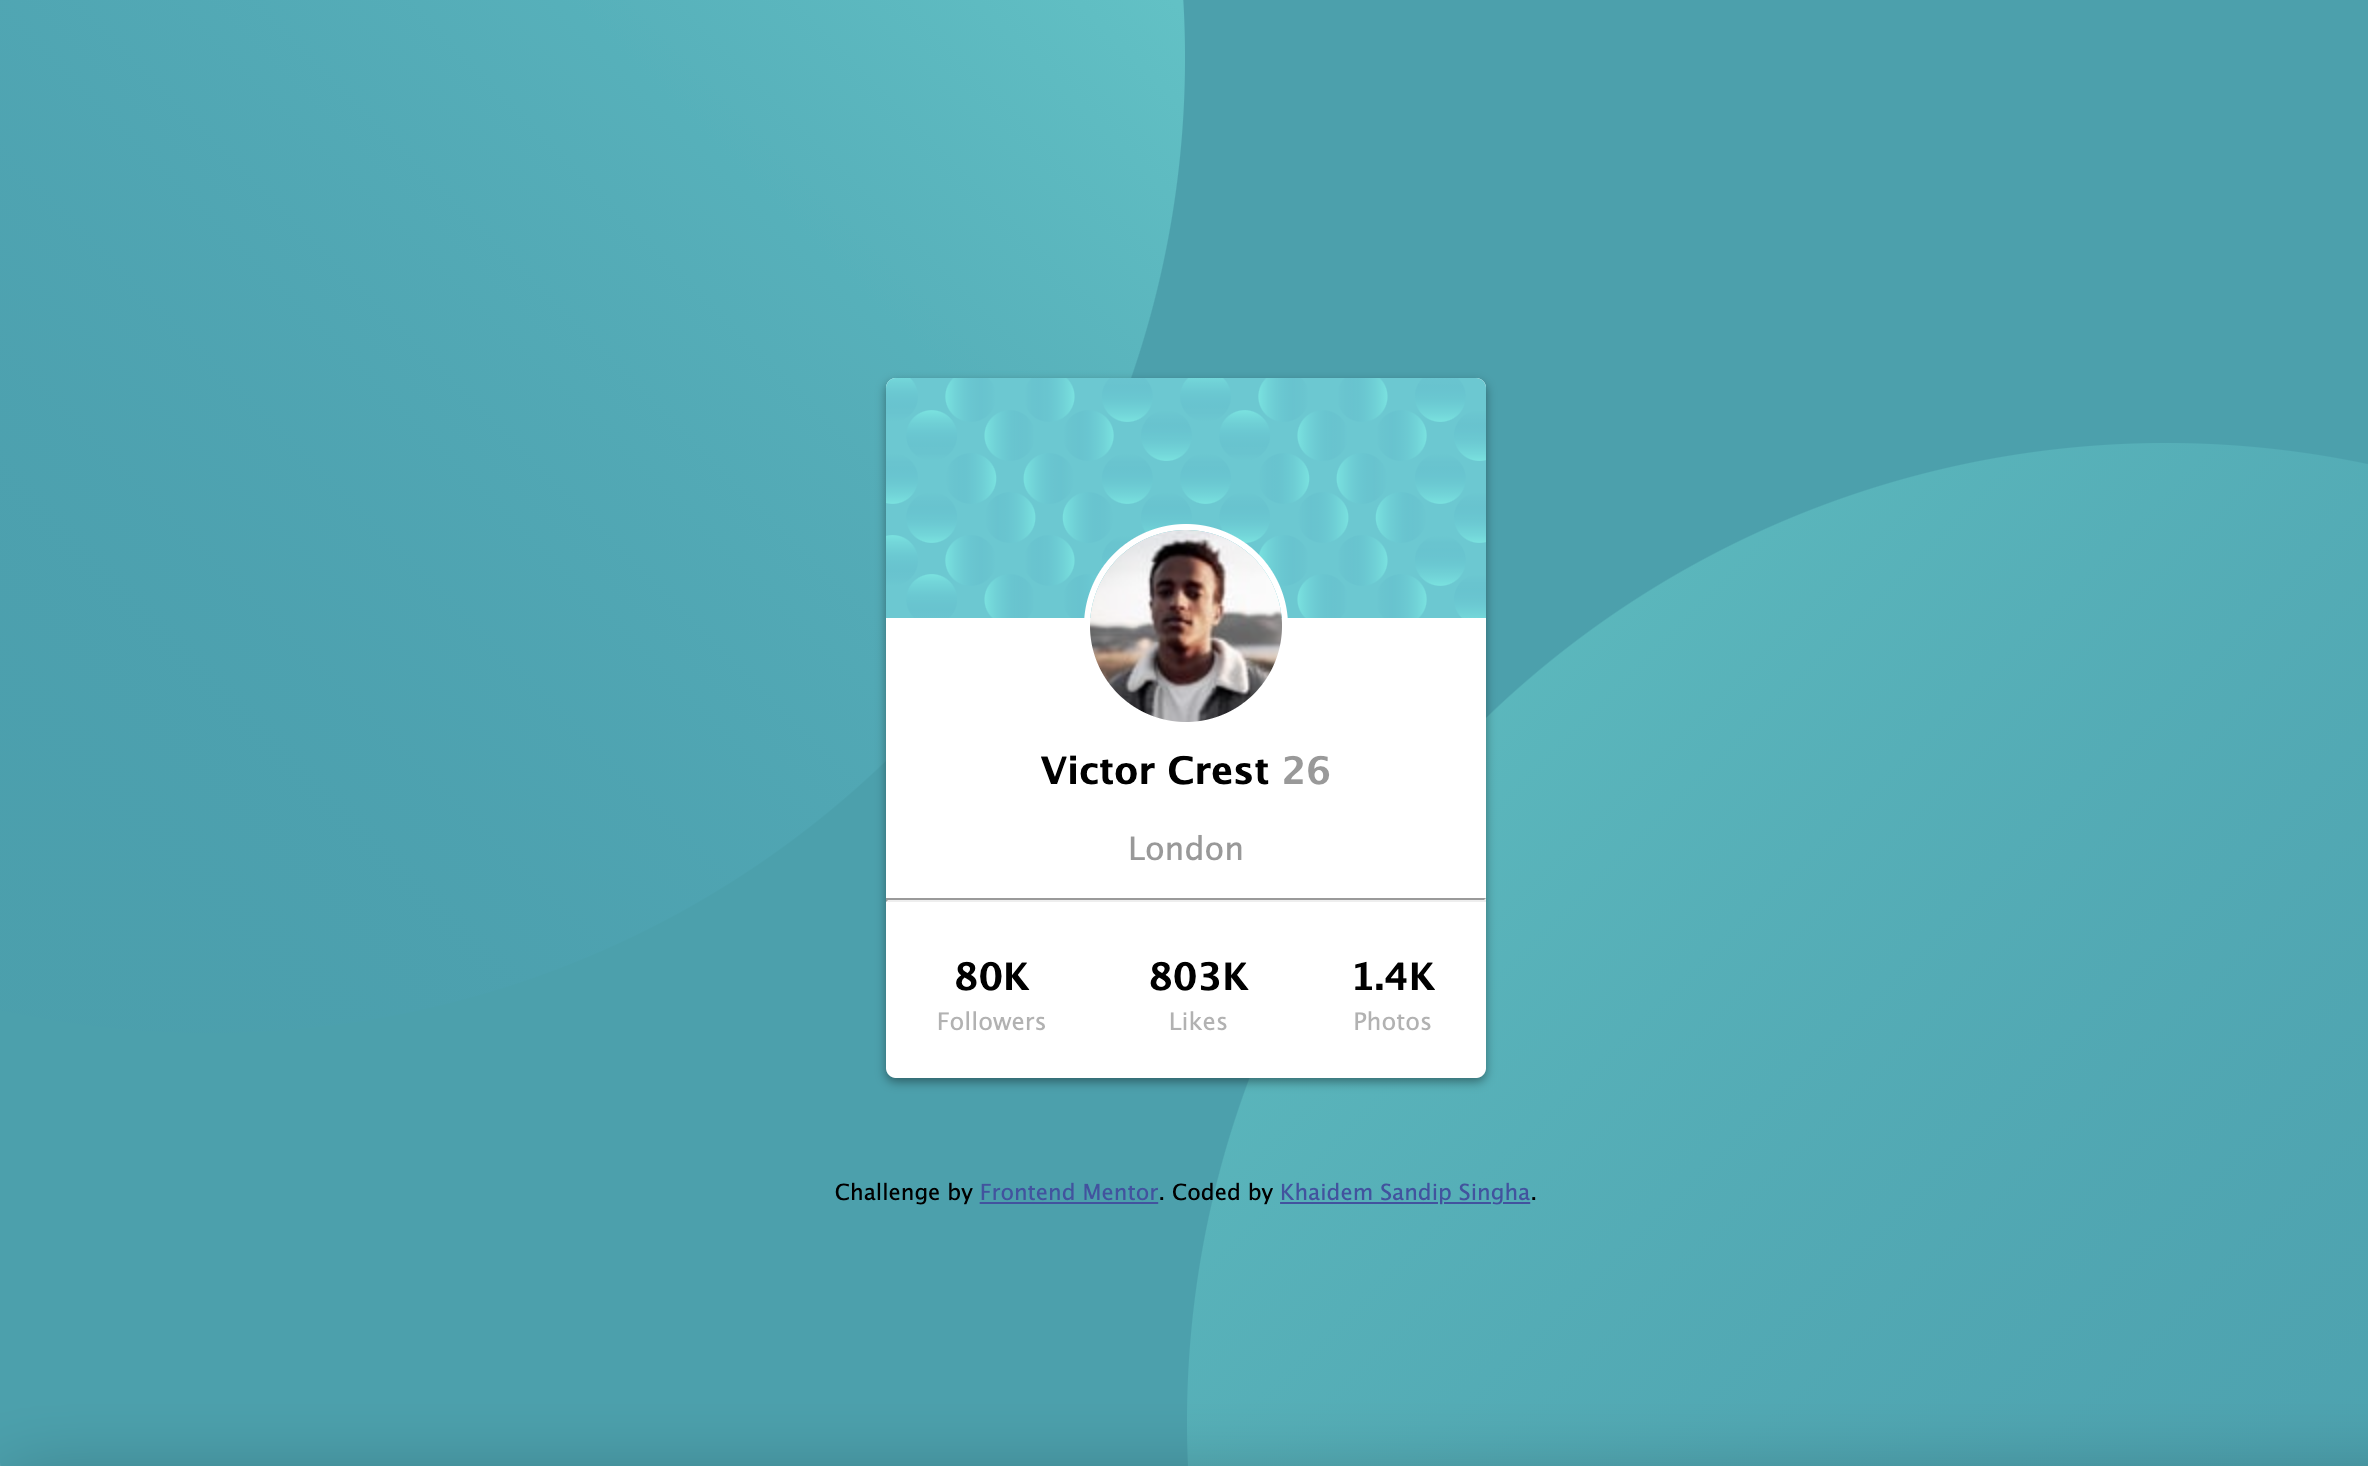 Victor Crest 26
London
80K 803K 1.4K
Followers Likes Photos
Challenge by Frontend Mentor. Coded by Khaidem Sandip Singha.